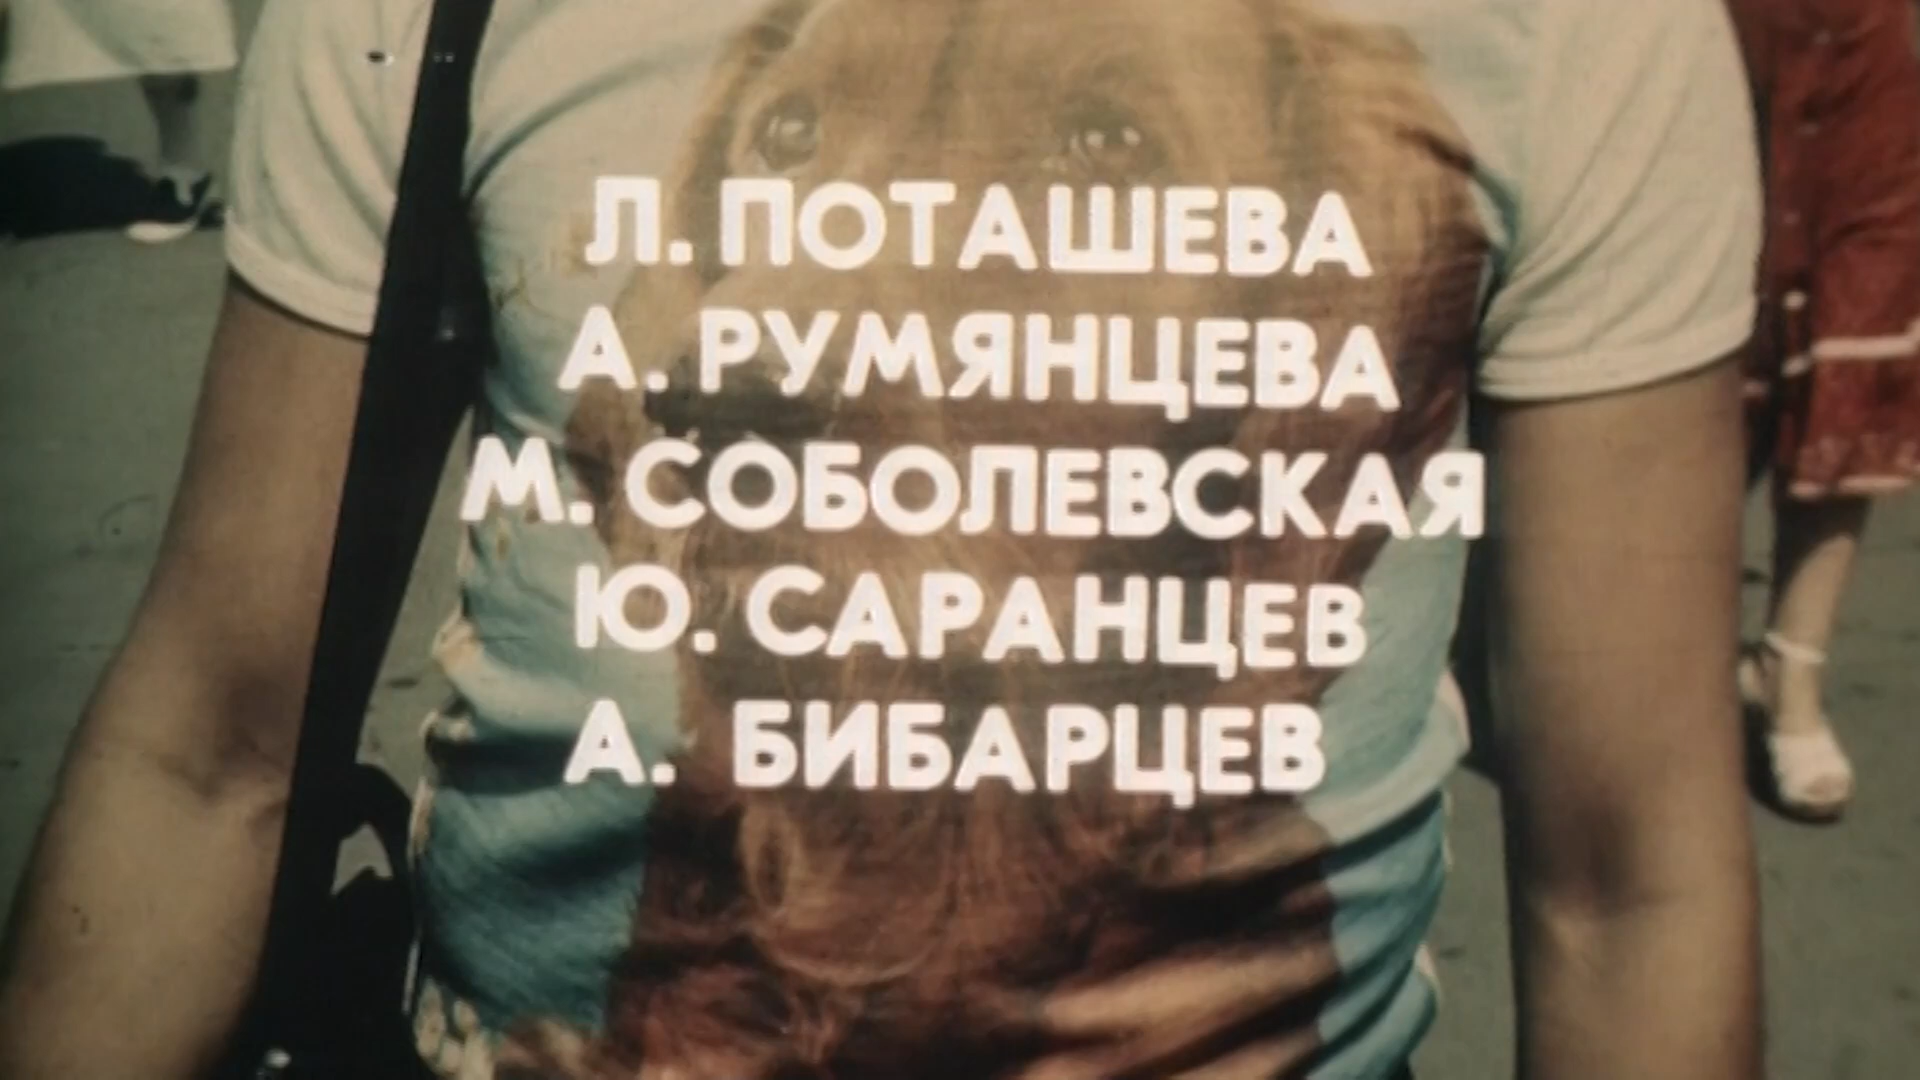 Л. ПОТАШЕВА
А. РУМЯНЦЕВА
М. СОБОЛЕВСКАЯ
Ю. САРАНЦЕВ
А. БИБАРЦЕВ